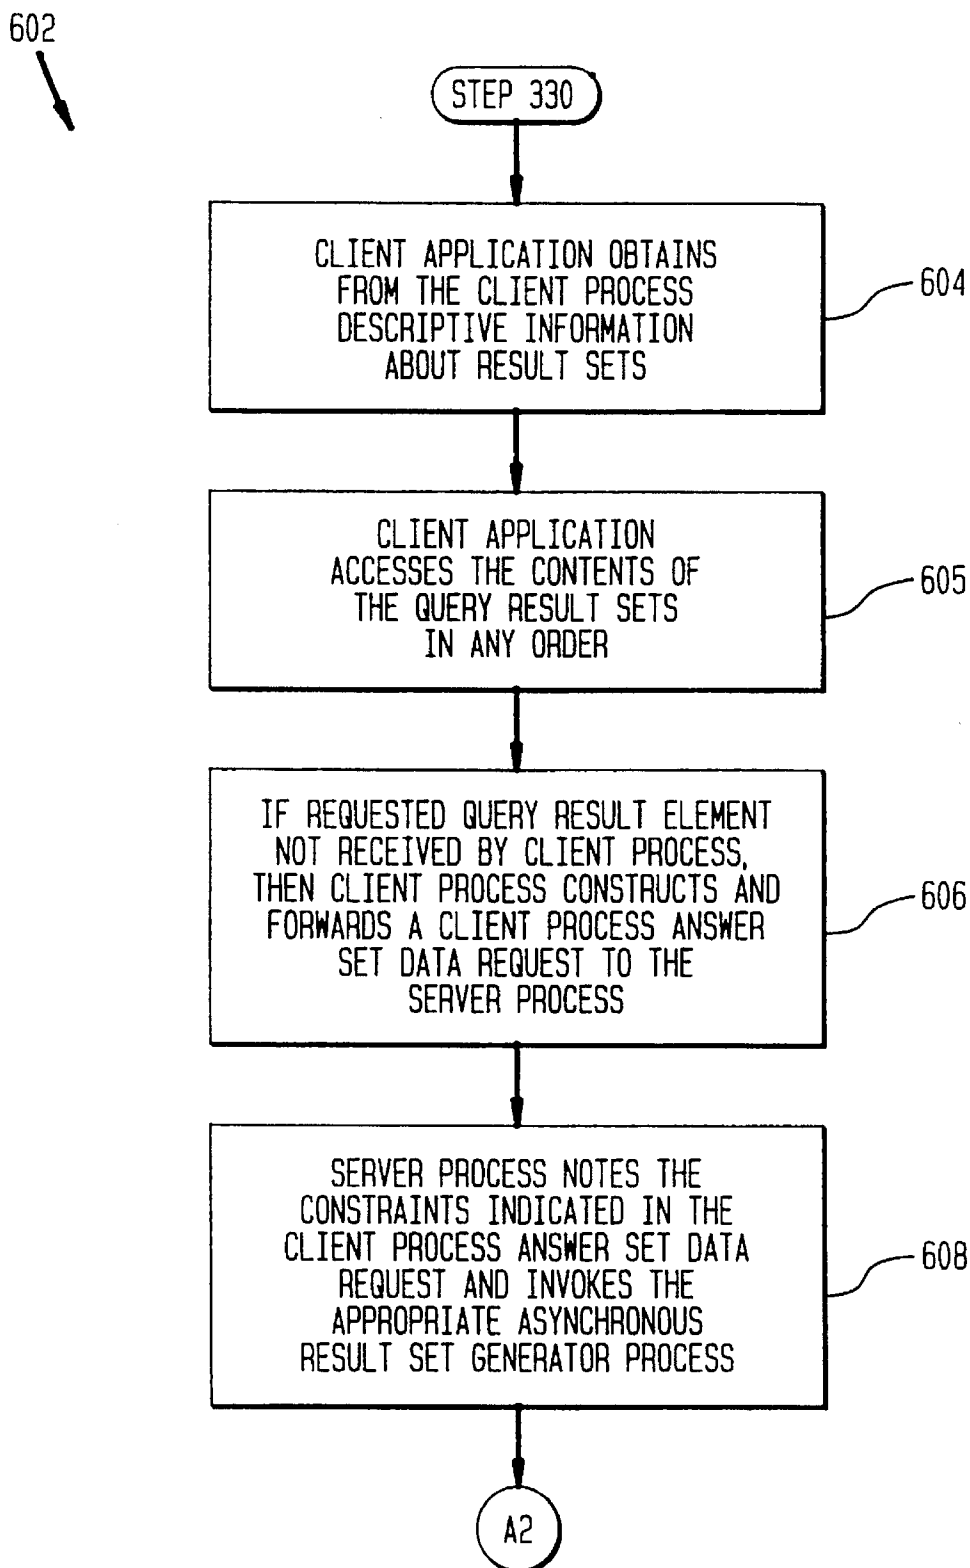 602
STEP 330
CLIENT APPLICATION OBTAINS
FROM THE CLIENT PROCESS
DESCRIPTIVE INFORMATION
ABOUT RESULT SETS
604
CLIENT APPLICATION
ACCESSES THE CONTENTS OF
THE QUERY RESULT SETS
IN ANY ORDER
605
IF REQUESTED QUERY RESULT ELEMENT
NOT RECEIVED BY CLIENT PROCESS,
THEN CLIENT PROCESS CONSTRUCTS AND
FORWARDS A CLIENT PROCESS ANSWER
SET DATA REQUEST TO THE
SERVER PROCESS
606
SERVER PROCESS NOTES THE
CONSTRAINTS INDICATED IN THE
CLIENT PROCESS ANSWER SET DATA
REQUEST AND INVOKES THE
APPROPRIATE ASYNCHRONOUS
RESULT SET GENERATOR PROCESS
608
A2